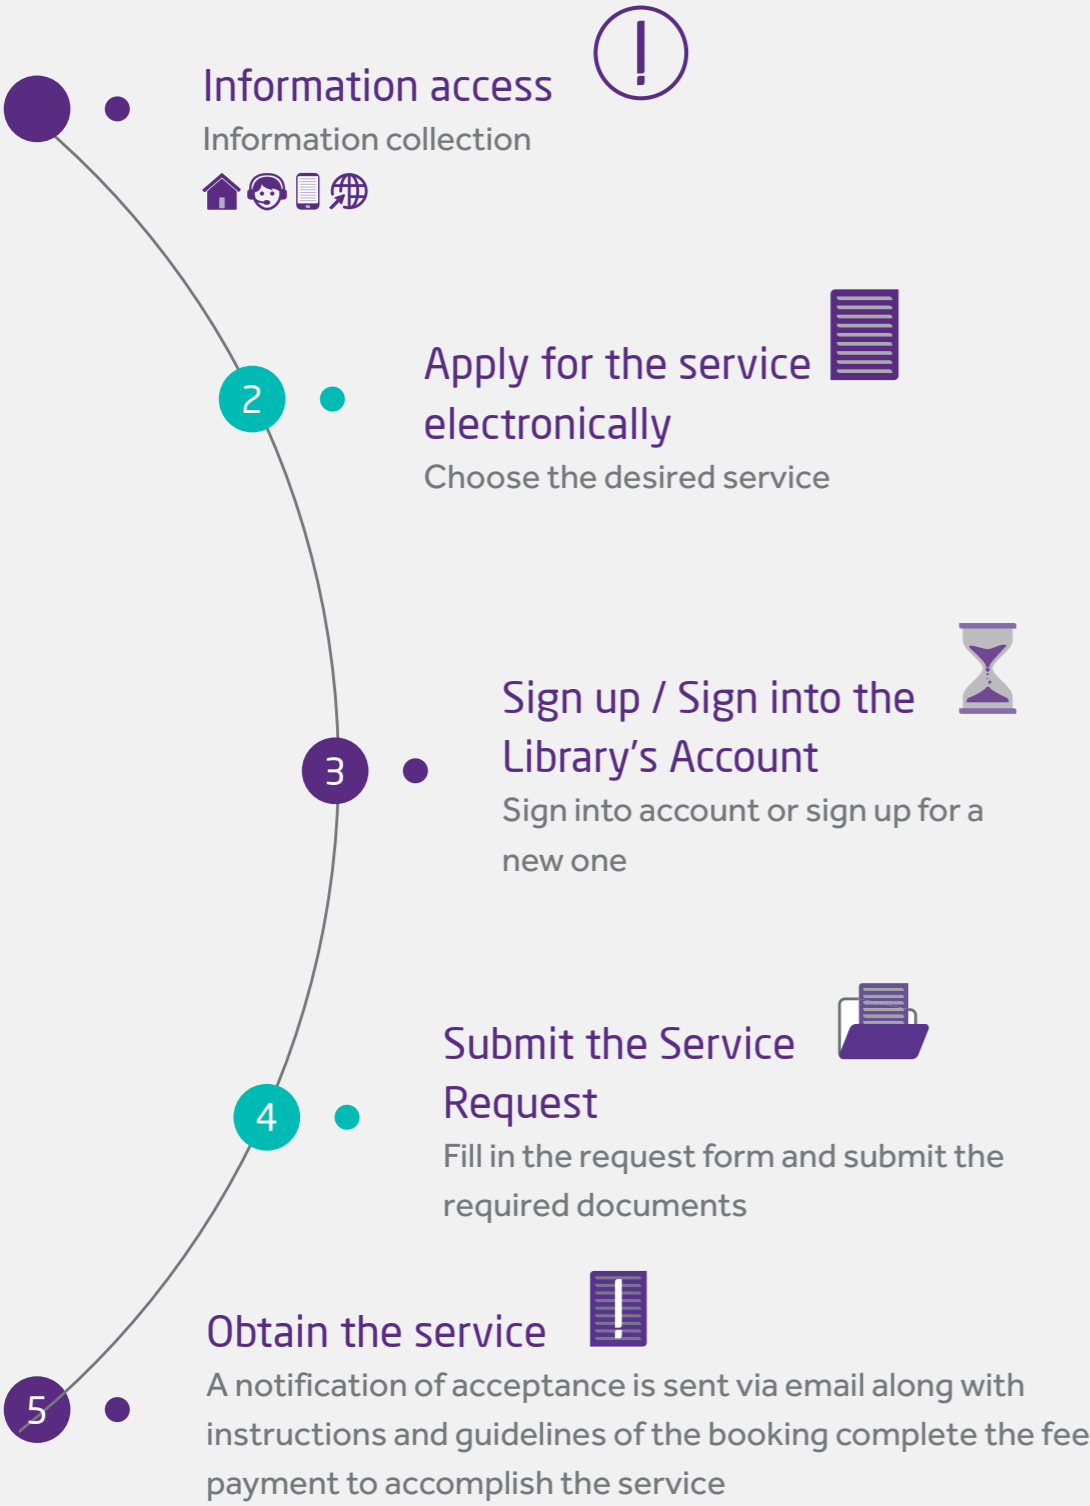 Information access
Information collection
2
Apply for the service
electronically
Choose the desired service
3
Sign up / Sign into the
Library's Account
Sign into account or sign up for a
new one
4
Submit the Service
Request
Fill in the request form and submit the
required documents
5
Obtain the service
A notification of acceptance is sent via email along with
instructions and guidelines of the booking complete the fee
payment to accomplish the service